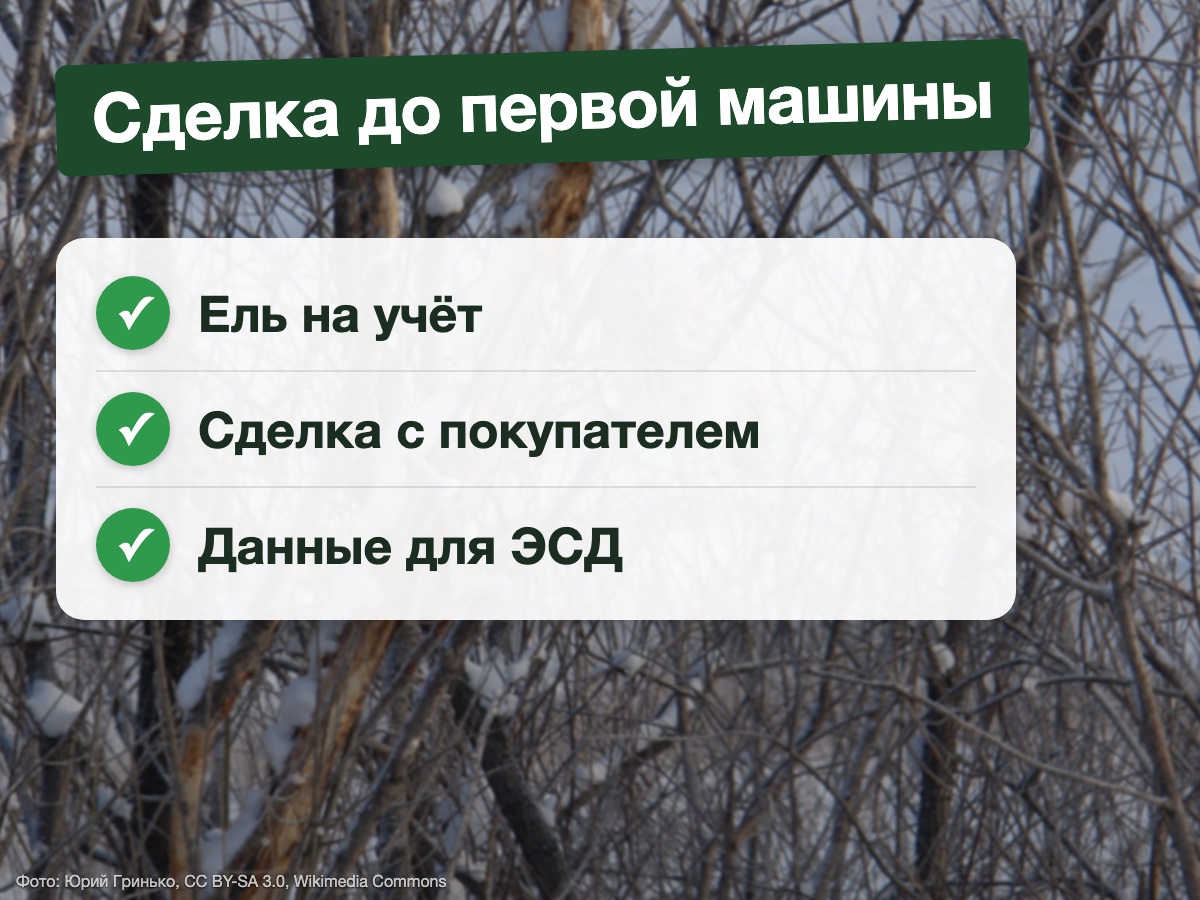 Сделка до первой машины
Ель на учёт
Сделка с покупателем
Данные для ЭСД
Фото: Юрий Гринько, CC BY-SA 3.0, Wikimedia Commons